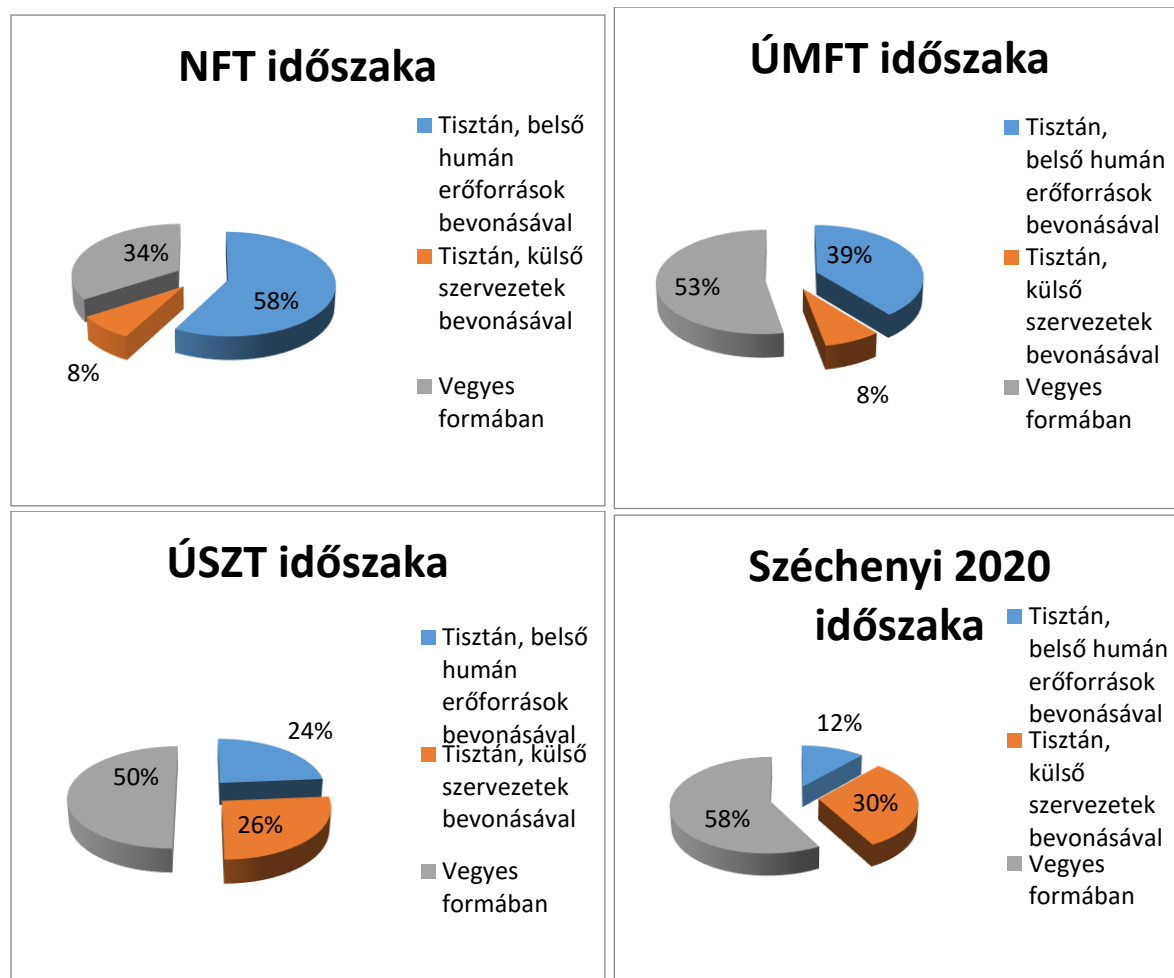 NFT időszaka
Tisztán, belső
humán
erőforrások
bevonásával
Tisztán, külső
szervezetek
bevonásával
Vegyes
formában
34%
58%
8%
ÚMFT időszaka
Tisztán,
belső humán
erőforrások
bevonásával
Tisztán,
külső
szervezetek
bevonásával
Vegyes
formában
39%
53%
8%
ÚSZT időszaka
Tisztán, belső
humán
erőforrások
bevonásával
Tisztán, külső
szervezetek
bevonásával
Vegyes
formában
24%
50%
26%
Széchenyi 2020
időszaka
Tisztán,
belső humán
erőforrások
bevonásával
Tisztán,
külső
szervezetek
bevonásával
Vegyes
formában
12%
30%
58%